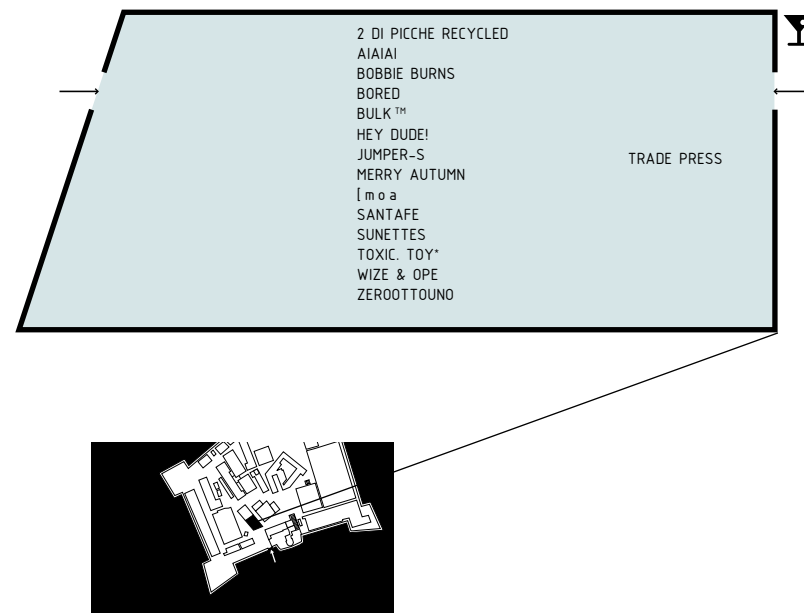 2 DI PICCHE RECYCLED
AIAIAI
BOBBIE BURNS
BORED
BULK™
HEY DUDE!
JUMPER-S
MERRY AUTUMN
[moa
SANTAFE
SUNETTES
TOXIC. TOY*
WIZE & OPE
ZEROOTTOUNO
TRADE PRESS